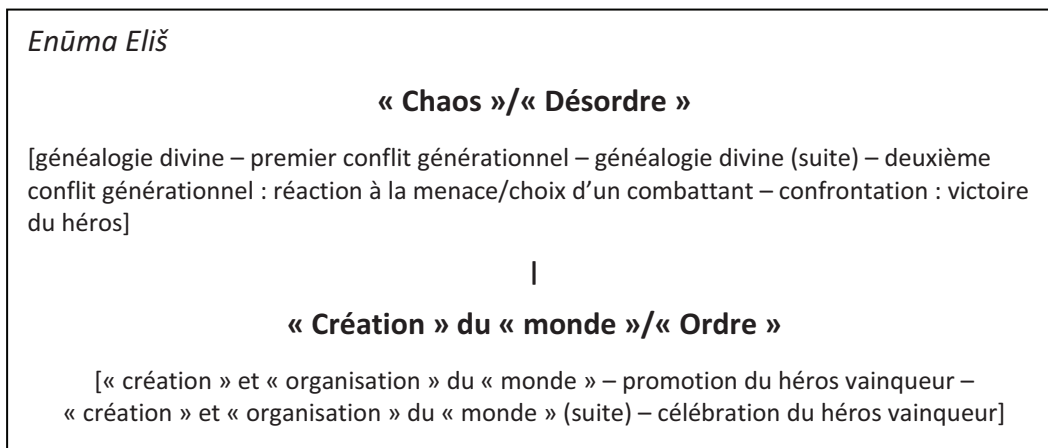 Enūma Eliš
« Chaos »/« Désordre »
[généalogie divine – premier conflit générationnel – généalogie divine (suite) – deuxième
conflit générationnel : réaction à la menace/choix d’un combattant – confrontation : victoire
du héros]
|
« Création » du « monde »/« Ordre »
[« création » et « organisation » du « monde » – promotion du héros vainqueur –
« création » et « organisation » du « monde » (suite) – célébration du héros vainqueur]